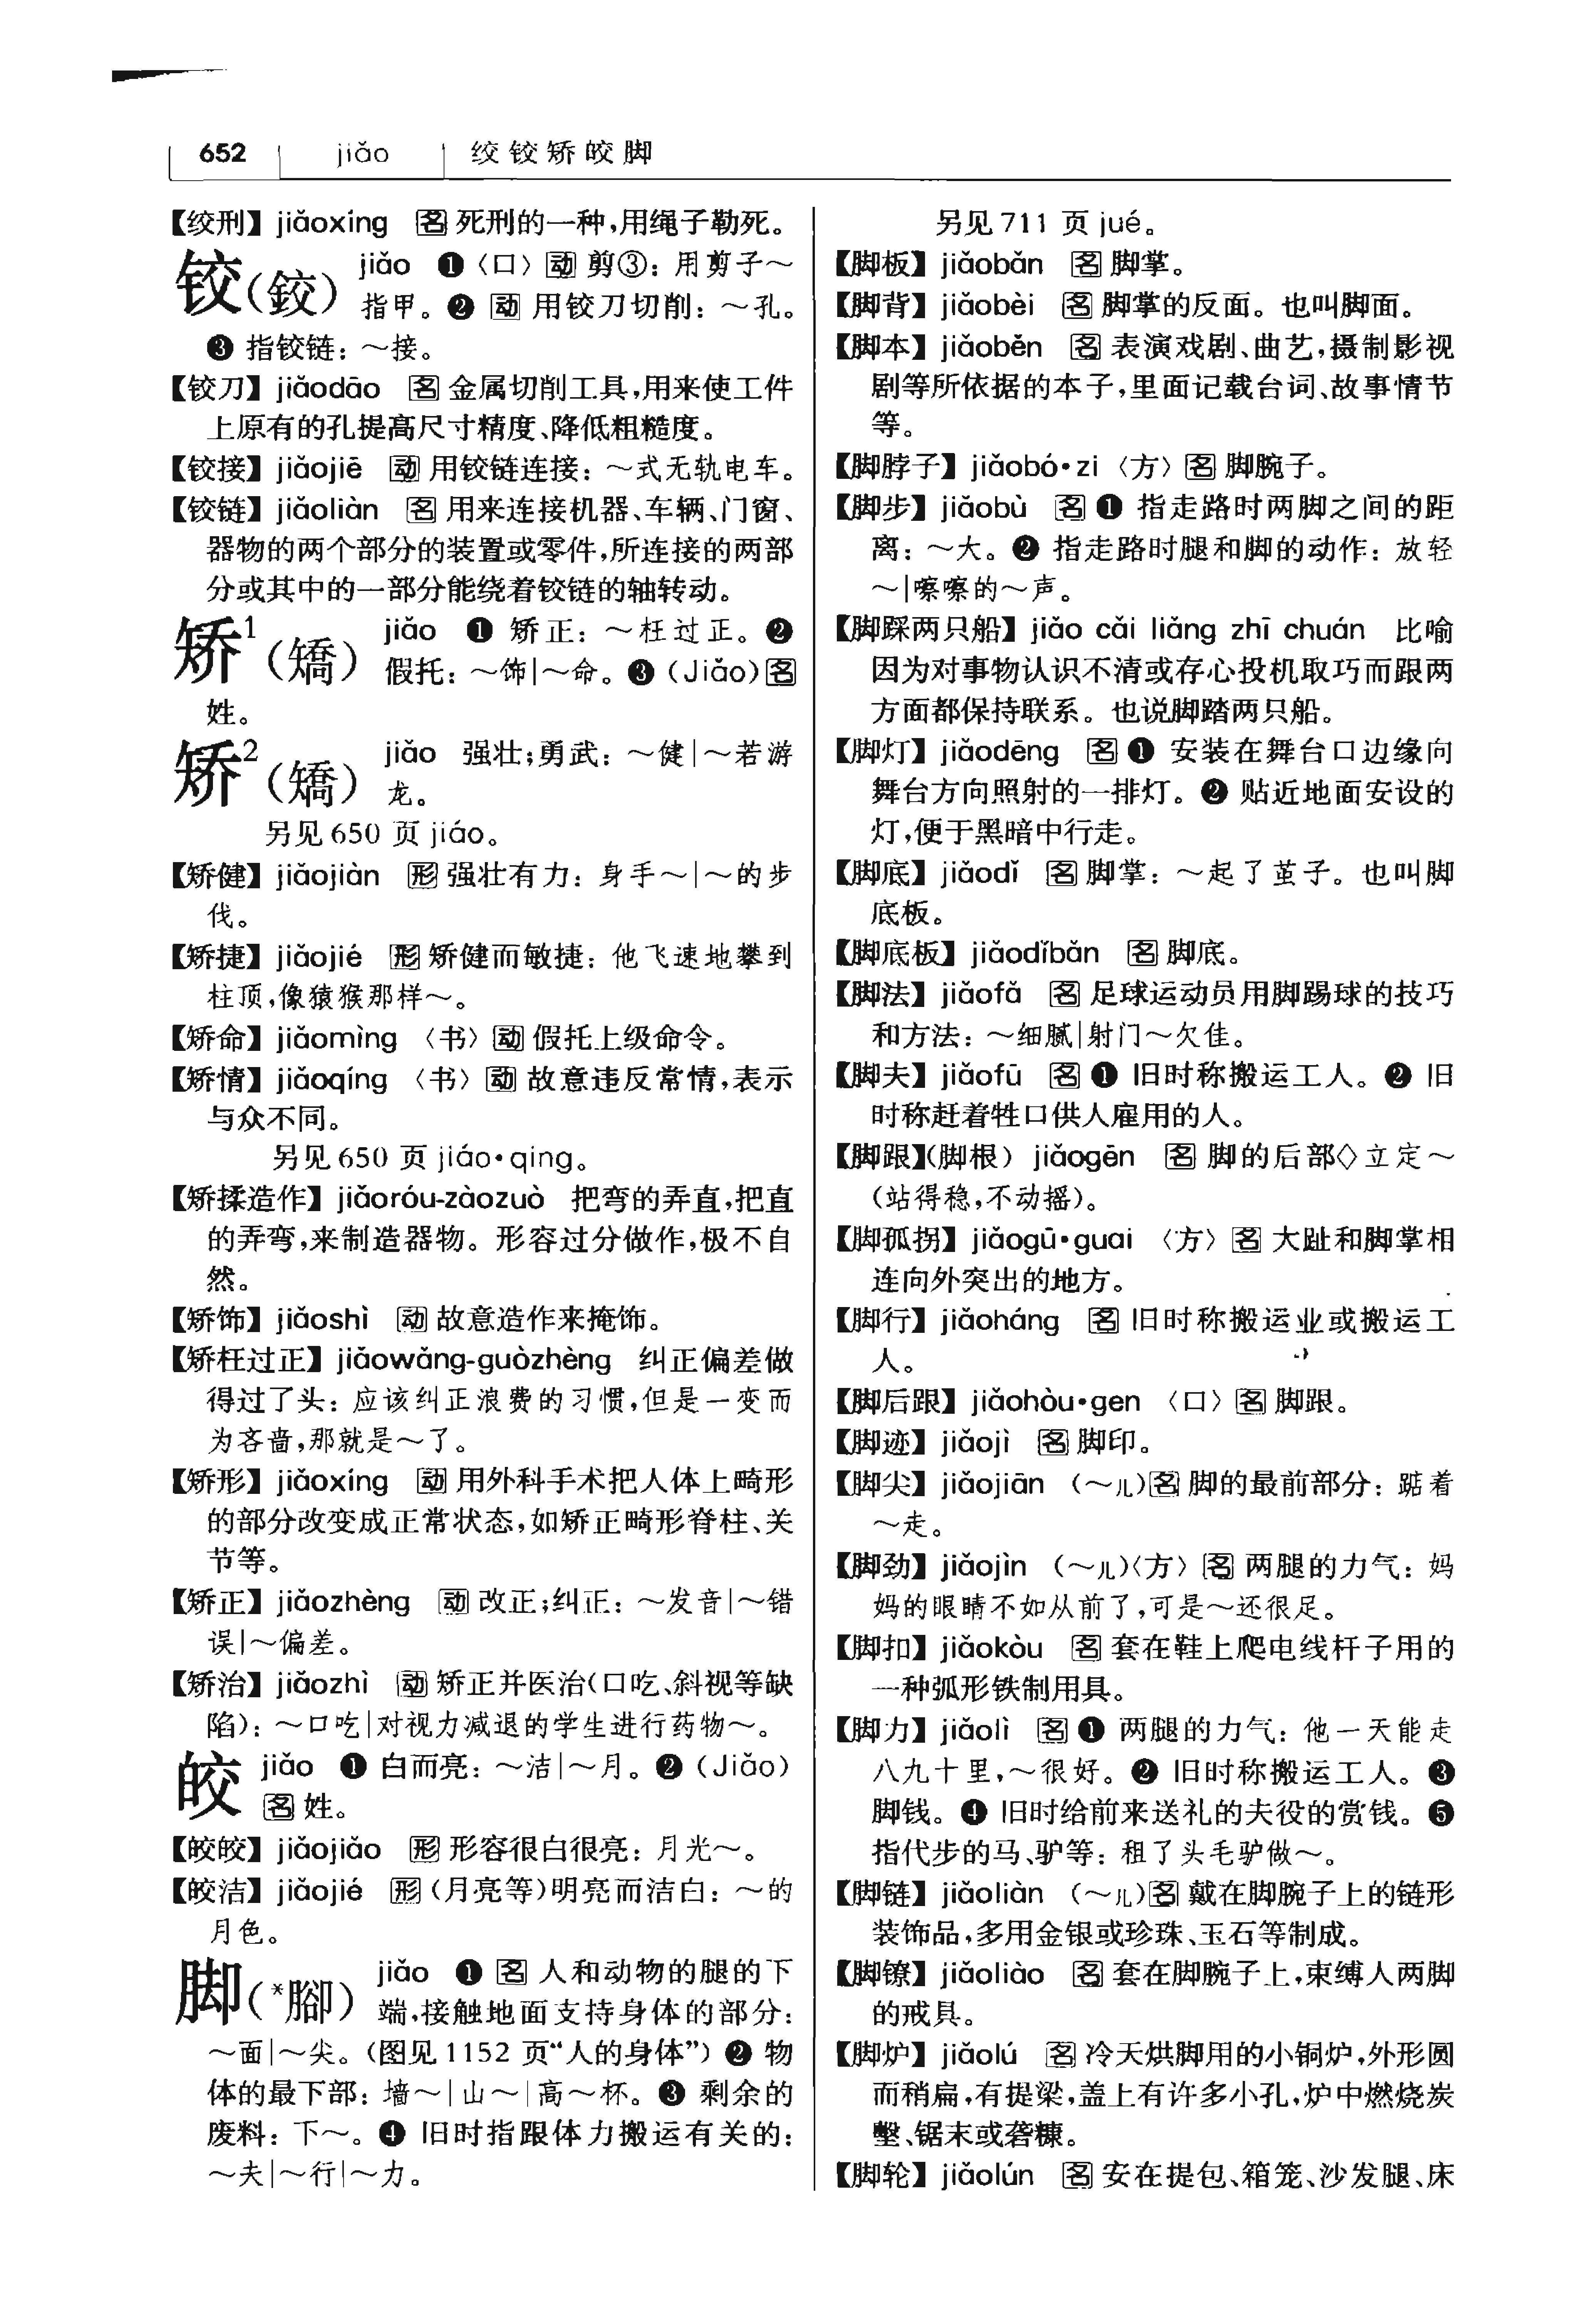 652 jiǎo 绞铰矫皎脚
【绞刑】jiǎoxíng 名 死刑的一种,用绳子勒死。
铰(鉸) jiǎo ❶〈口〉动 剪③：用剪子～
指甲。❷ 动 用铰刀切削：～孔。
❸ 指铰链：～接。
【铰刀】jiǎodāo 名 金属切削工具,用来使工件
上原有的孔提高尺寸精度、降低粗糙度。
【铰接】jiǎojiē 动 用铰链连接：～式无轨电车。
【铰链】jiǎoliàn 名 用来连接机器、车辆、门窗、
器物的两个部分的装置或零件,所连接的两部
分或其中的一部分能绕着铰链的轴转动。
矫¹(矯) jiǎo ❶ 矫正：～枉过正。❷
假托：～饰|～命。❸（Jiǎo）名
姓。
矫²(矯) jiǎo 强壮;勇武：～健|～若游
龙。
另见650 页 jiáo。
【矫健】jiǎojiàn 形 强壮有力：身手～|～的步
伐。
【矫捷】jiǎojié 形 矫健而敏捷：他飞速地攀到
柱顶,像猿猴那样～。
【矫命】jiǎomìng〈书〉动 假托上级命令。
【矫情】jiǎoqíng〈书〉动 故意违反常情,表示
与众不同。
另见650 页 jiáo•qing。
【矫揉造作】jiǎoróu-zàozuò 把弯的弄直,把直
的弄弯,来制造器物。形容过分做作,极不自
然。
【矫饰】jiǎoshì 动 故意造作来掩饰。
【矫枉过正】jiǎowǎng-guòzhèng 纠正偏差做
得过了头：应该纠正浪费的习惯,但是一变而
为吝啬,那就是～了。
【矫形】jiǎoxíng 动 用外科手术把人体上畸形
的部分改变成正常状态,如矫正畸形脊柱、关
节等。
【矫正】jiǎozhèng 动 改正;纠正：～发音|～错
误|～偏差。
【矫治】jiǎozhì 动 矫正并医治(口吃、斜视等缺
陷)：～口吃|对视力减退的学生进行药物～。
皎 jiǎo ❶ 白而亮：～洁|～月。❷（Jiǎo）
名 姓。
【皎皎】jiǎojiǎo 形 形容很白很亮：月光～。
【皎洁】jiǎojié 形 (月亮等)明亮而洁白：～的
月色。
脚(*腳) jiǎo ❶ 名 人和动物的腿的下
端,接触地面支持身体的部分：
～面|～尖。(图见1152 页“人的身体”) ❷ 物
体的最下部：墙～|山～|高～杯。❸ 剩余的
废料：下～。❹ 旧时指跟体力搬运有关的：
～夫|～行|～力。
另见711 页 jué。
【脚板】jiǎobǎn 名 脚掌。
【脚背】jiǎobèi 名 脚掌的反面。也叫脚面。
【脚本】jiǎoběn 名 表演戏剧、曲艺,摄制影视
剧等所依据的本子,里面记载台词、故事情节
等。
【脚脖子】jiǎobó•zi〈方〉名 脚腕子。
【脚步】jiǎobù 名 ❶ 指走路时两脚之间的距
离：～大。❷ 指走路时腿和脚的动作：放轻
～|嚓嚓的～声。
【脚踩两只船】jiǎo cǎi liǎng zhī chuán 比喻
因为对事物认识不清或存心投机取巧而跟两
方面都保持联系。也说脚踏两只船。
【脚灯】jiǎodēng 名 ❶ 安装在舞台口边缘向
舞台方向照射的一排灯。❷ 贴近地面安设的
灯,便于黑暗中行走。
【脚底】jiǎodǐ 名 脚掌：～起了茧子。也叫脚
底板。
【脚底板】jiǎodǐbǎn 名 脚底。
【脚法】jiǎofǎ 名 足球运动员用脚踢球的技巧
和方法：～细腻|射门～欠佳。
【脚夫】jiǎofū 名 ❶ 旧时称搬运工人。❷ 旧
时称赶着牲口供人雇用的人。
【脚跟】(脚根) jiǎogēn 名 脚的后部◇立定～
(站得稳,不动摇)。
【脚孤拐】jiǎogū•guai〈方〉名 大趾和脚掌相
连向外突出的地方。
【脚行】jiǎoháng 名 旧时称搬运业或搬运工
人。
【脚后跟】jiǎohòu•gen〈口〉名 脚跟。
【脚迹】jiǎojì 名 脚印。
【脚尖】jiǎojiān (～儿)名 脚的最前部分：踮着
～走。
【脚劲】jiǎojìn (～儿)〈方〉名 两腿的力气：妈
妈的眼睛不如从前了,可是～还很足。
【脚扣】jiǎokòu 名 套在鞋上爬电线杆子用的
一种弧形铁制用具。
【脚力】jiǎolì 名 ❶ 两腿的力气：他一天能走
八九十里,～很好。❷ 旧时称搬运工人。❸
脚钱。❹ 旧时给前来送礼的夫役的赏钱。❺
指代步的马、驴等：租了头毛驴做～。
【脚链】jiǎoliàn (～儿)名 戴在脚腕子上的链形
装饰品,多用金银或珍珠、玉石等制成。
【脚镣】jiǎoliào 名 套在脚腕子上,束缚人两脚
的戒具。
【脚炉】jiǎolú 名 冷天烘脚用的小铜炉,外形圆
而稍扁,有提梁,盖上有许多小孔,炉中燃烧炭
墼、锯末或砻糠。
【脚轮】jiǎolún 名 安在提包、箱笼、沙发腿、床